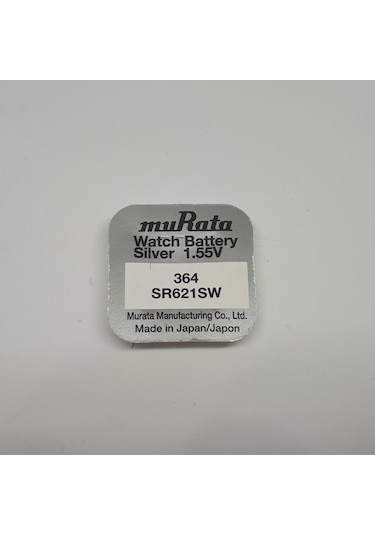 muRata
Watch Battery
Silver 1.55V
364
SR621SW
Murata Manufacturing Co., Ltd.
Made in Japan/Japon